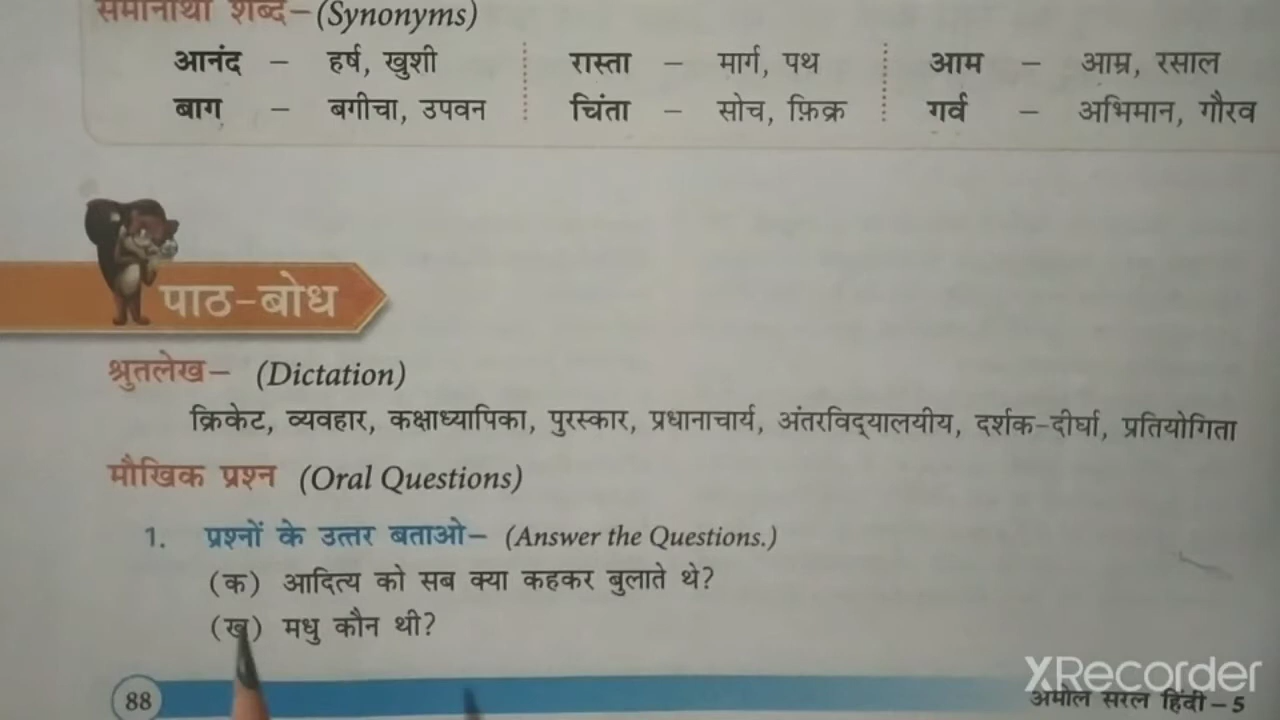 समानार्थी शब्द– (Synonyms)
आनंद – हर्ष, खुशी रास्ता – मार्ग, पथ आम – आम्र, रसाल
बाग – बगीचा, उपवन चिंता – सोच, फ़िक्र गर्व – अभिमान, गौरव
पाठ-बोध
श्रुतलेख– (Dictation)
क्रिकेट, व्यवहार, कक्षाध्यापिका, पुरस्कार, प्रधानाचार्य, अंतरविद्यालयीय, दर्शक-दीर्घा, प्रतियोगिता
मौखिक प्रश्न (Oral Questions)
1. प्रश्नों के उत्तर बताओ– (Answer the Questions.)
(क) आदित्य को सब क्या कहकर बुलाते थे?
(ख) मधु कौन थी?
XRecorder
88 अमोल सरल हिंदी – 5